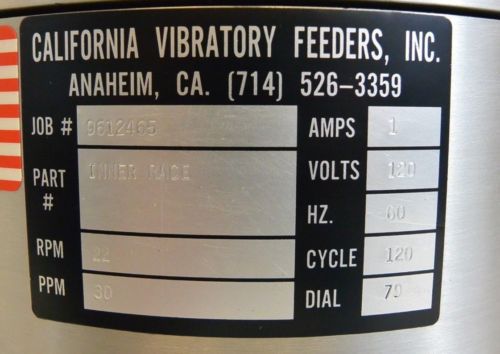 CALIFORNIA VIBRATORY FEEDERS, INC.
ANAHEIM, CA. (714) 526-3359
JOB # 9612465
PART # INNER RACE
RPM 22
PPM 30
AMPS 1
VOLTS 120
HZ. 60
CYCLE 120
DIAL 79